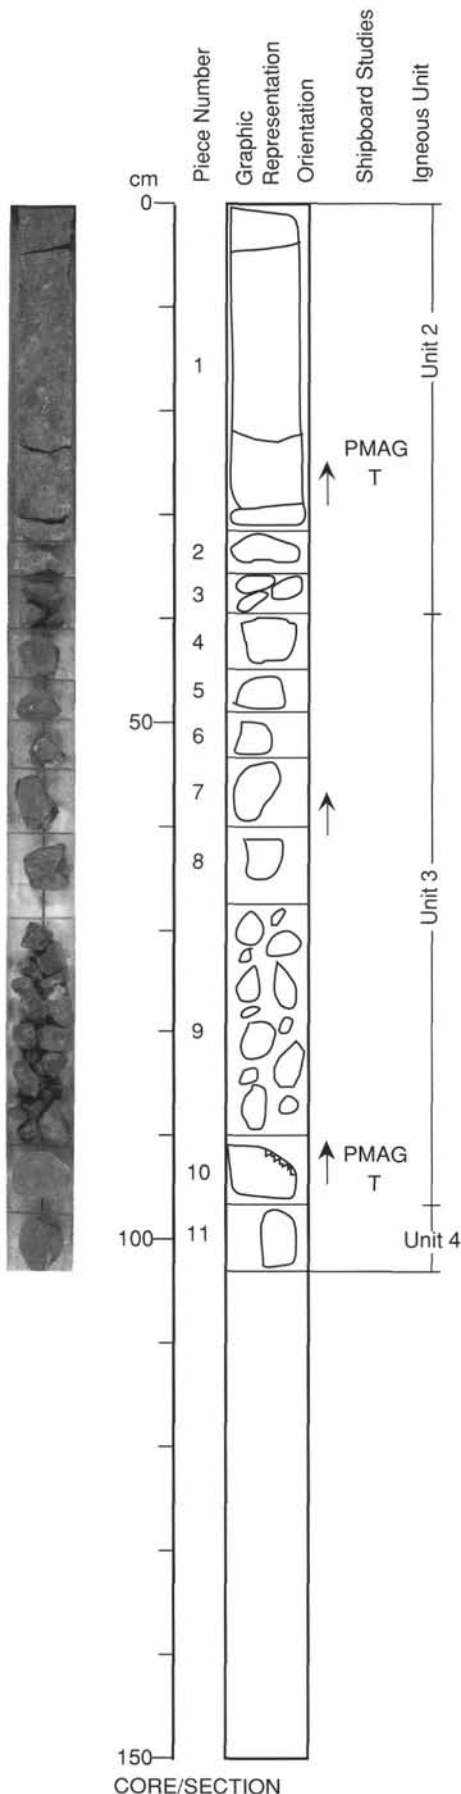 cm
Piece Number
Graphic
Representation
Orientation
Shipboard Studies
Igneous Unit
0
Unit 2
1
PMAG
T
2
3
4
5
50
6
7
8
Unit 3
9
PMAG
T
10
100
11
Unit 4
150
CORE/SECTION